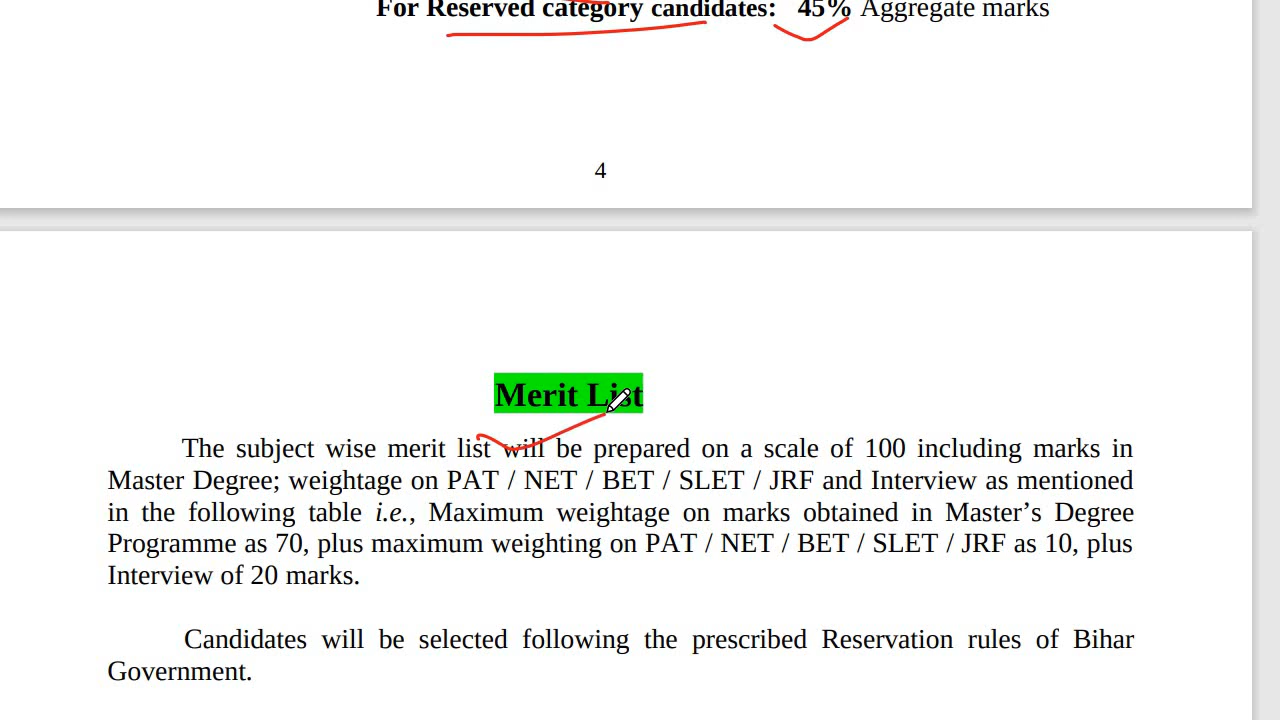 For Reserved category candidates: 45% Aggregate marks
4
Merit List
The subject wise merit list will be prepared on a scale of 100 including marks in
Master Degree; weightage on PAT / NET / BET / SLET / JRF and Interview as mentioned
in the following table i.e., Maximum weightage on marks obtained in Master’s Degree
Programme as 70, plus maximum weighting on PAT / NET / BET / SLET / JRF as 10, plus
Interview of 20 marks.
Candidates will be selected following the prescribed Reservation rules of Bihar
Government.